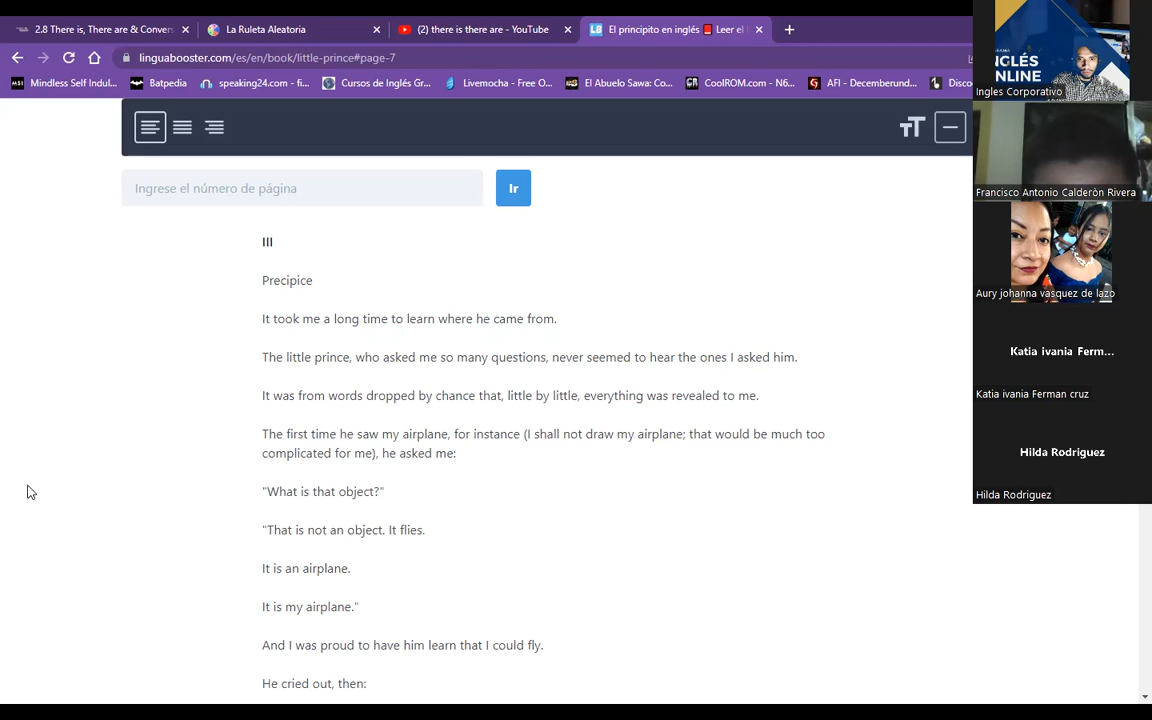 2.8 There is, There are & Convers
La Ruleta Aleatoria
(2) there is there are - YouTube
El principito en inglés 📕 Leer el l
linguabooster.com/es/en/book/little-prince#page-7
Mindless Self Indul...
Batpedia
speaking24.com - fi...
Cursos de Inglés Gr...
Livemocha - Free O...
El Abuelo Sawa: Co...
CoolROM.com - N6...
AFI - Decemberund...
Disco
Ingrese el número de página
Ir
III
Precipice
It took me a long time to learn where he came from.
The little prince, who asked me so many questions, never seemed to hear the ones I asked him.
It was from words dropped by chance that, little by little, everything was revealed to me.
The first time he saw my airplane, for instance (I shall not draw my airplane; that would be much too
complicated for me), he asked me:
"What is that object?"
"That is not an object. It flies.
It is an airplane.
It is my airplane."
And I was proud to have him learn that I could fly.
He cried out, then:
NGLÉS
ONLINE
Ingles Corporativo
Francisco Antonio Calderòn Rivera
Aury johanna vasquez de lazo
Katia ivania Ferm...
Katia ivania Ferman cruz
Hilda Rodriguez
Hilda Rodriguez